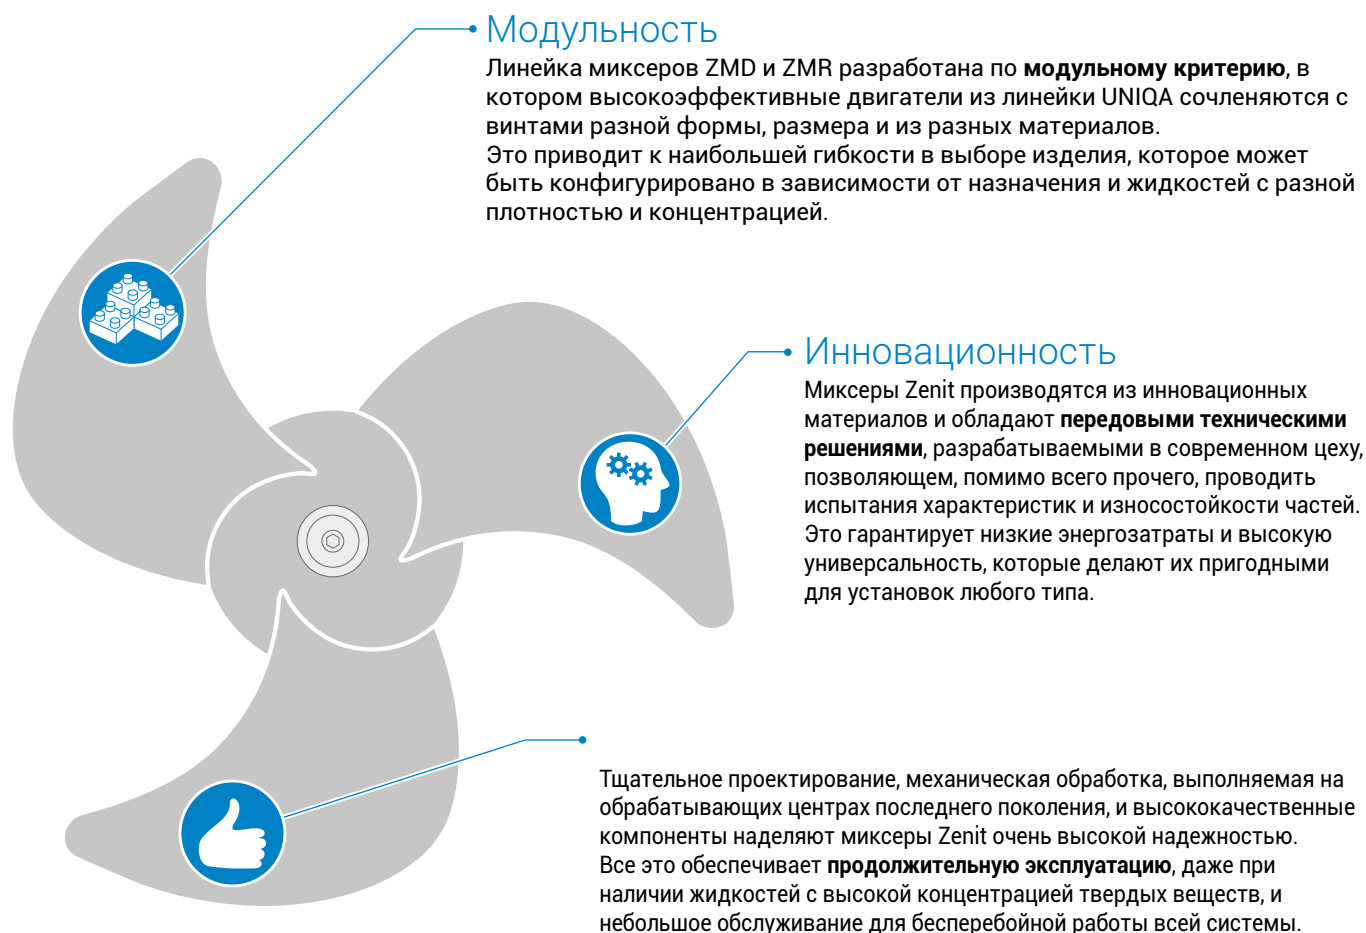 Модульность
Линейка миксеров ZMD и ZMR разработана по модульному критерию, в
котором высокоэффективные двигатели из линейки UNIQA сочленяются с
винтами разной формы, размера и из разных материалов.
Это приводит к наибольшей гибкости в выборе изделия, которое может
быть конфигурировано в зависимости от назначения и жидкостей с разной
плотностью и концентрацией.
Инновационность
Миксеры Zenit производятся из инновационных
материалов и обладают передовыми техническими
решениями, разрабатываемыми в современном цеху,
позволяющем, помимо всего прочего, проводить
испытания характеристик и износостойкости частей.
Это гарантирует низкие энергозатраты и высокую
универсальность, которые делают их пригодными
для установок любого типа.
Тщательное проектирование, механическая обработка, выполняемая на
обрабатывающих центрах последнего поколения, и высококачественные
компоненты наделяют миксеры Zenit очень высокой надежностью.
Все это обеспечивает продолжительную эксплуатацию, даже при
наличии жидкостей с высокой концентрацией твердых веществ, и
небольшое обслуживание для бесперебойной работы всей системы.